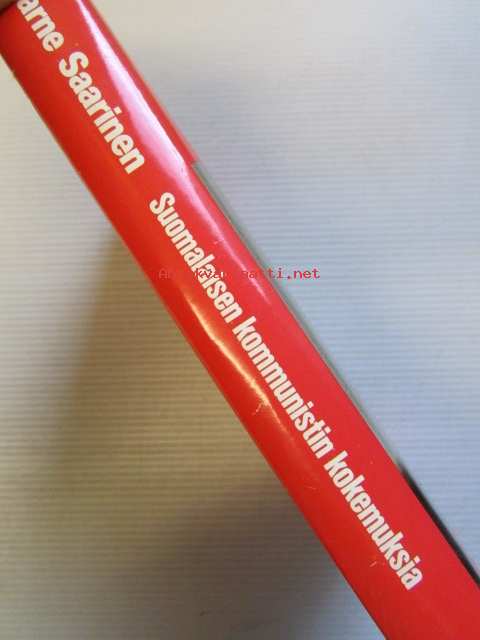 arne Saarinen
Suomalaisen kommunistin kokemuksia